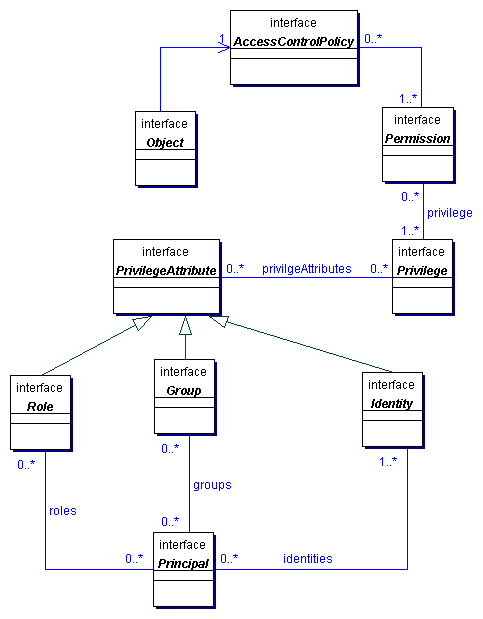 interface
AccessControlPolicy
1
0..*
1..*
interface
Object
interface
Permission
0..*
privilege
1..*
interface
PrivilegeAttribute
0..*
privilgeAttributes
0..*
interface
Privilege
interface
Role
interface
Group
interface
Identity
0..*
0..*
1..*
roles
groups
0..*
0..*
interface
Principal
0..*
identities